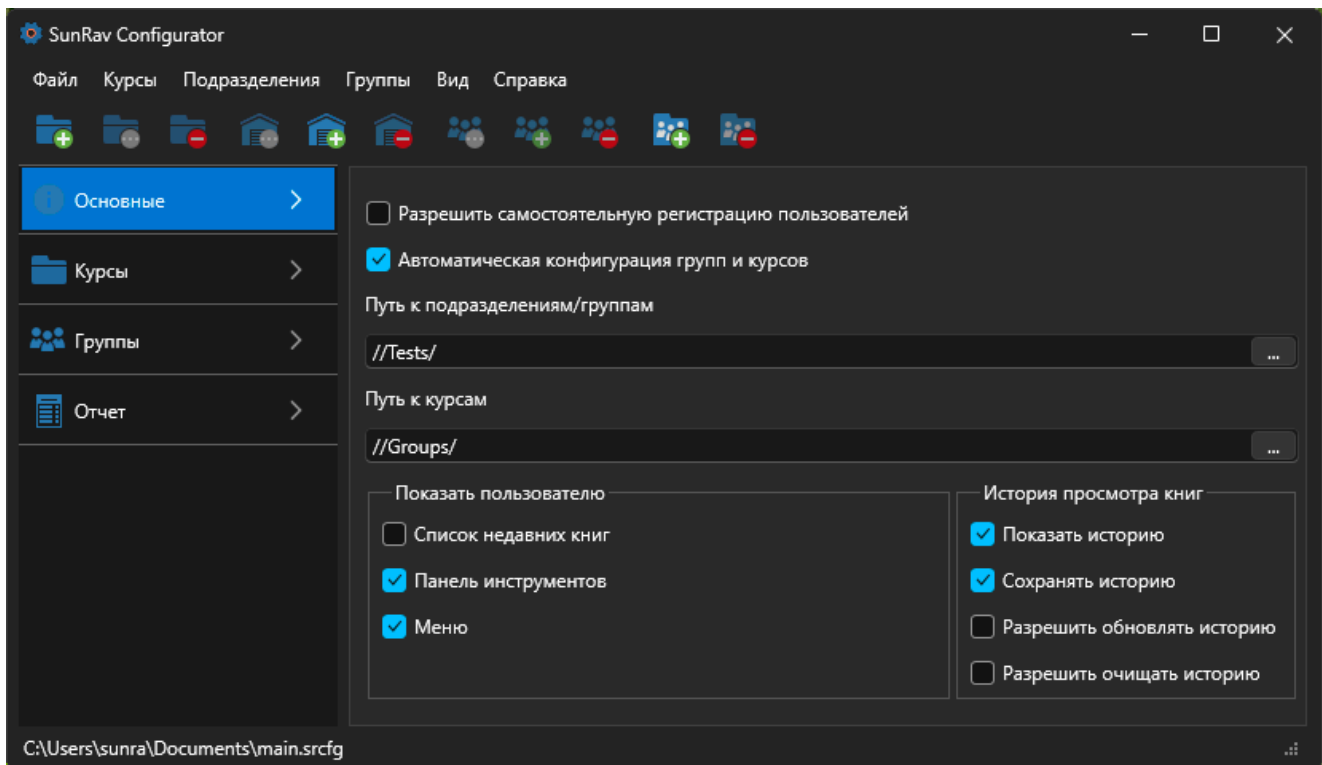 SunRav Configurator
Файл Курсы Подразделения Группы Вид Справка
Основные
Курсы
Группы
Отчет
Разрешить самостоятельную регистрацию пользователей
Автоматическая конфигурация групп и курсов
Путь к подразделениям/группам
//Tests/ ...
Путь к курсам
//Groups/ ...
Показать пользователю
Список недавних книг
Панель инструментов
Меню
История просмотра книг
Показать историю
Сохранять историю
Разрешить обновлять историю
Разрешить очищать историю
C:\Users\sunra\Documents\main.srcfg